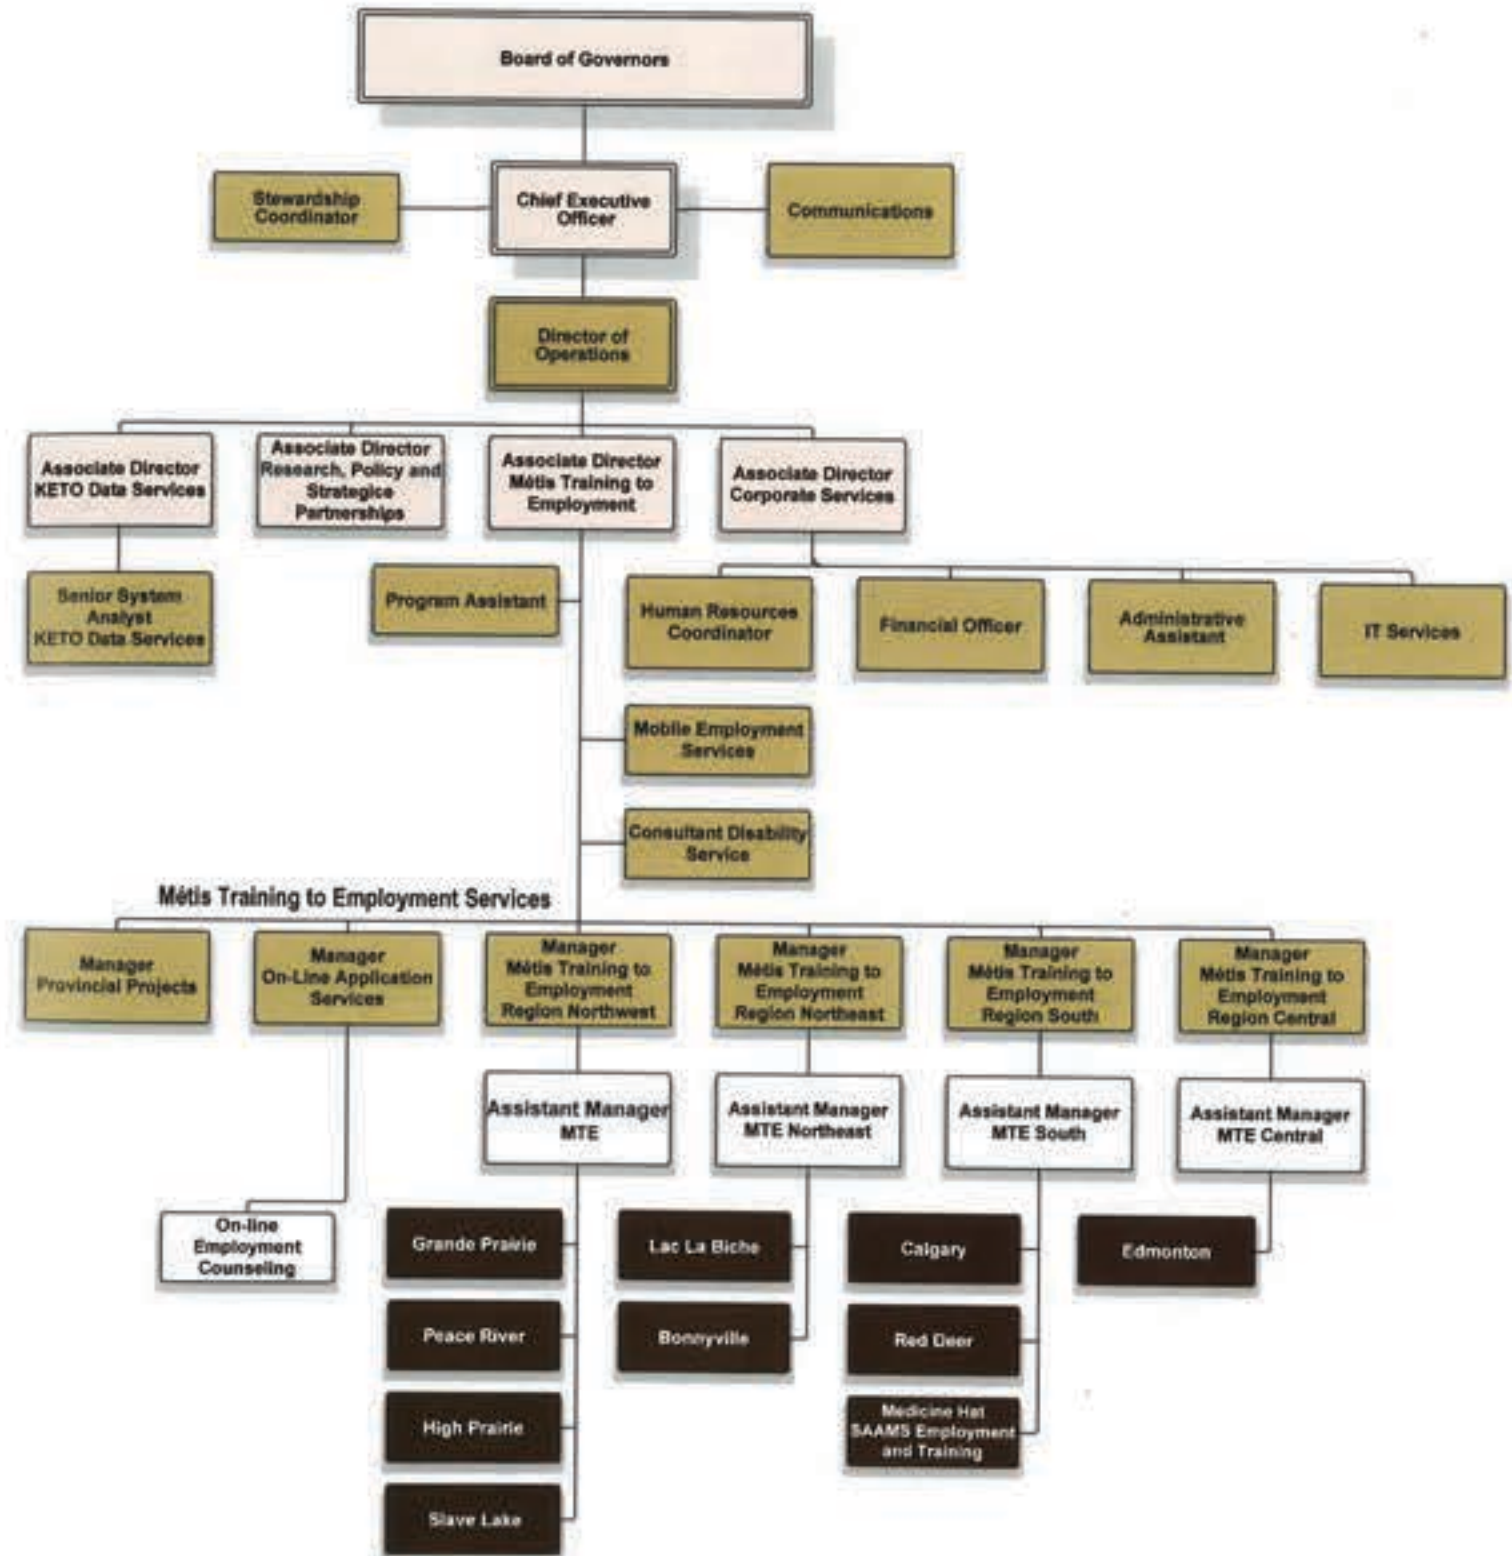 Board of Governors
Stewardship
Coordinator
Chief Executive
Officer
Communications
Director of
Operations
Associate Director
KETO Data Services
Associate Director
Research, Policy and
Strategice
Partnerships
Associate Director
Métis Training to
Employment
Associate Director
Corporate Services
Senior System
Analyst
KETO Data Services
Program Assistant
Human Resources
Coordinator
Financial Officer
Administrative
Assistant
IT Services
Mobile Employment
Services
Consultant Disability
Service
Métis Training to Employment Services
Manager
Provincial Projects
Manager
On-Line Application
Services
Manager
Métis Training to
Employment
Region Northwest
Manager
Métis Training to
Employment
Region Northeast
Manager
Métis Training to
Employment
Region South
Manager
Métis Training to
Employment
Region Central
Assistant Manager
MTE
Assistant Manager
MTE Northeast
Assistant Manager
MTE South
Assistant Manager
MTE Central
On-line
Employment
Counseling
Grande Prairie
Lac La Biche
Calgary
Edmonton
Peace River
Bonnyville
Red Deer
High Prairie
Medicine Hat
SAAMS Employment
and Training
Slave Lake